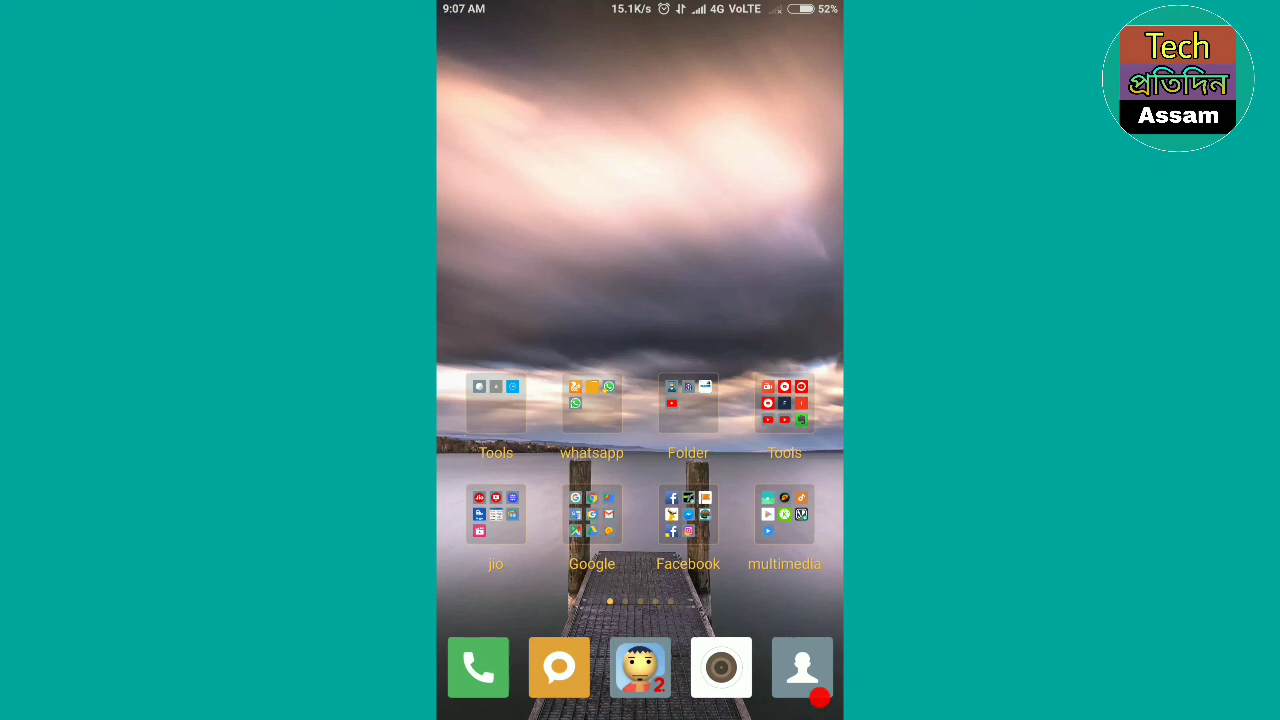 9:07 AM 15.1K/s 4G VoLTE 52%
Tech
প্ৰতিদিন
Assam
Tools whatsapp Folder Tools
jio Google Facebook multimedia
2